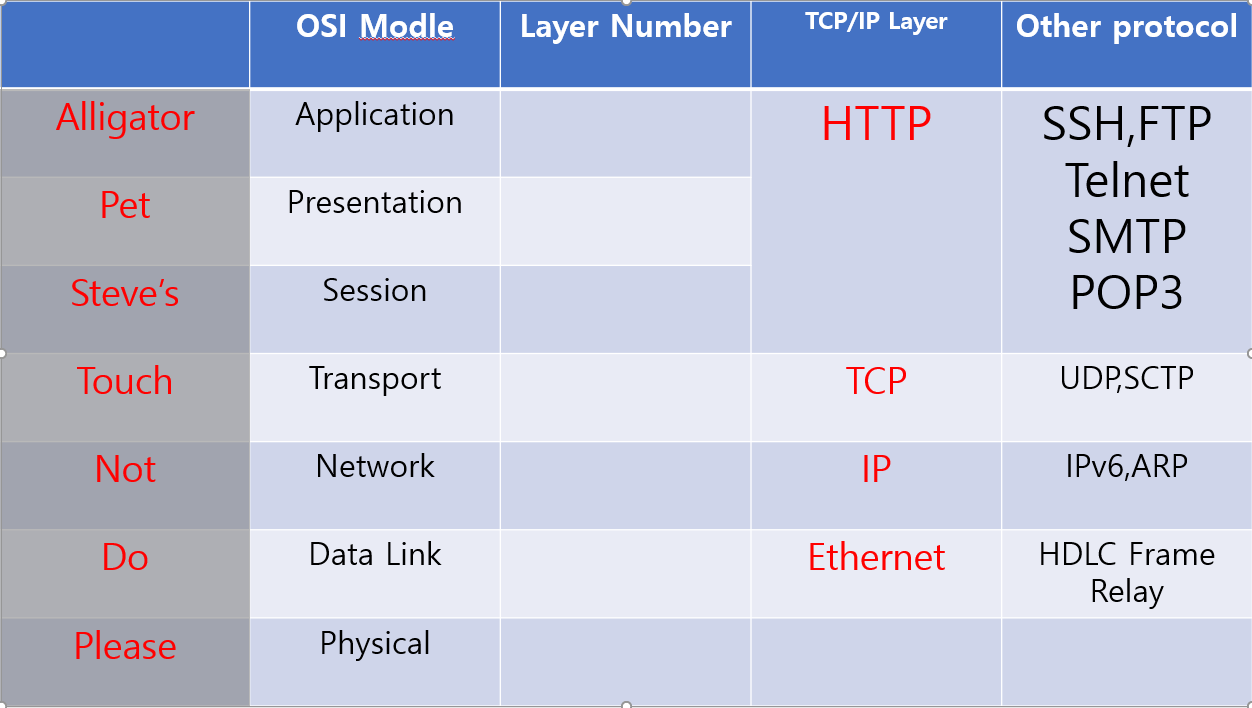 OSI Modle
Layer Number
TCP/IP Layer
Other protocol
Alligator
Application
HTTP
SSH,FTP
Telnet
SMTP
POP3
Pet
Presentation
Steve’s
Session
Touch
Transport
TCP
UDP,SCTP
Not
Network
IP
IPv6,ARP
Do
Data Link
Ethernet
HDLC Frame
Relay
Please
Physical